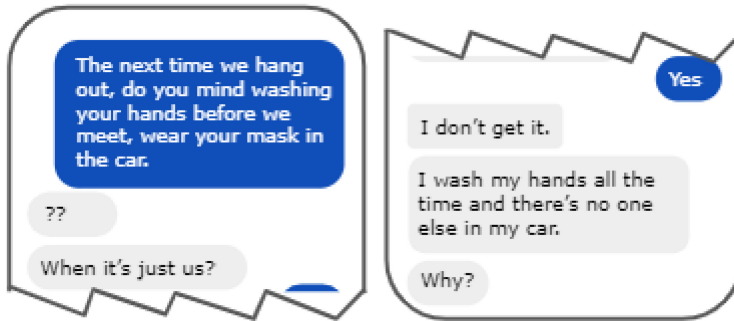 The next time we hang
out, do you mind washing
your hands before we
meet, wear your mask in
the car.
??
When it's just us?
Yes
I don't get it.
I wash my hands all the
time and there's no one
else in my car.
Why?